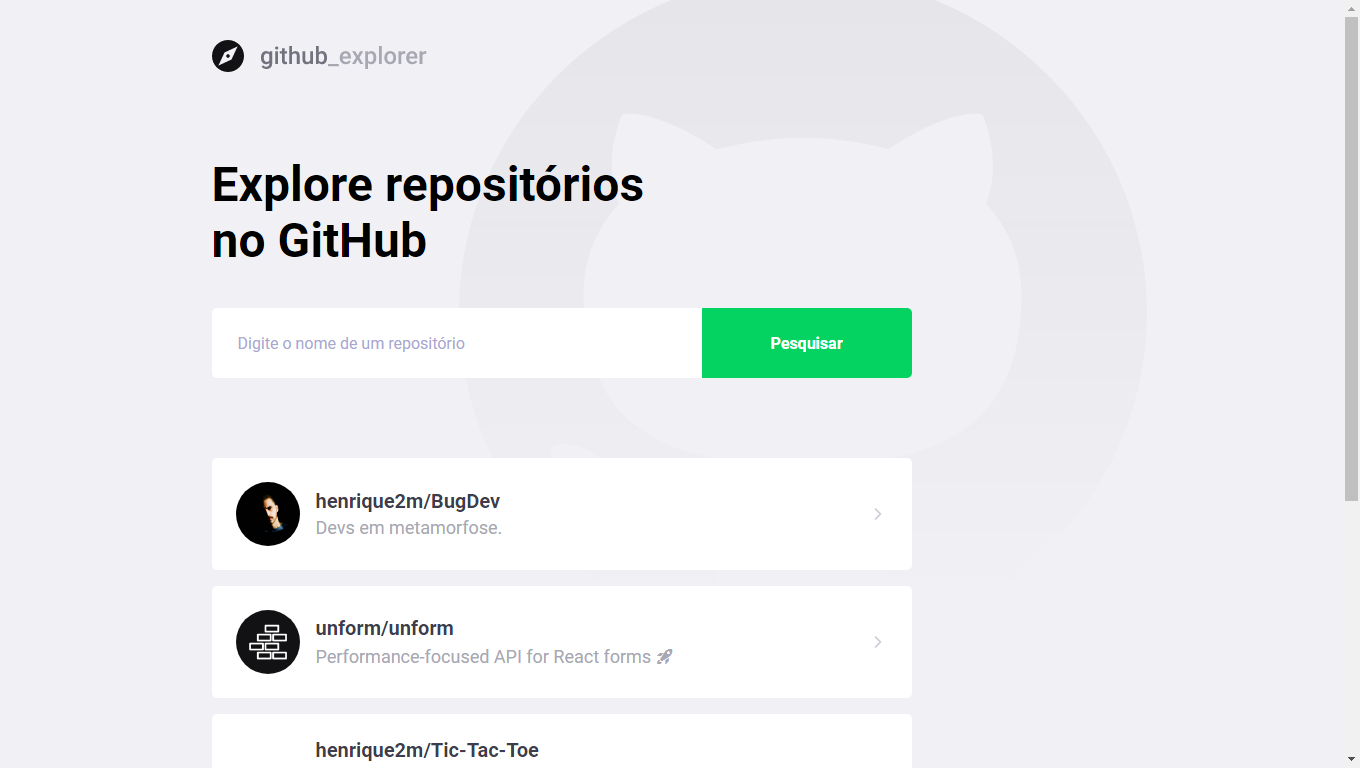 github_explorer
Explore repositórios
no GitHub
Digite o nome de um repositório
Pesquisar
henrique2m/BugDev
Devs em metamorfose.
unform/unform
Performance-focused API for React forms 🚀
henrique2m/Tic-Tac-Toe